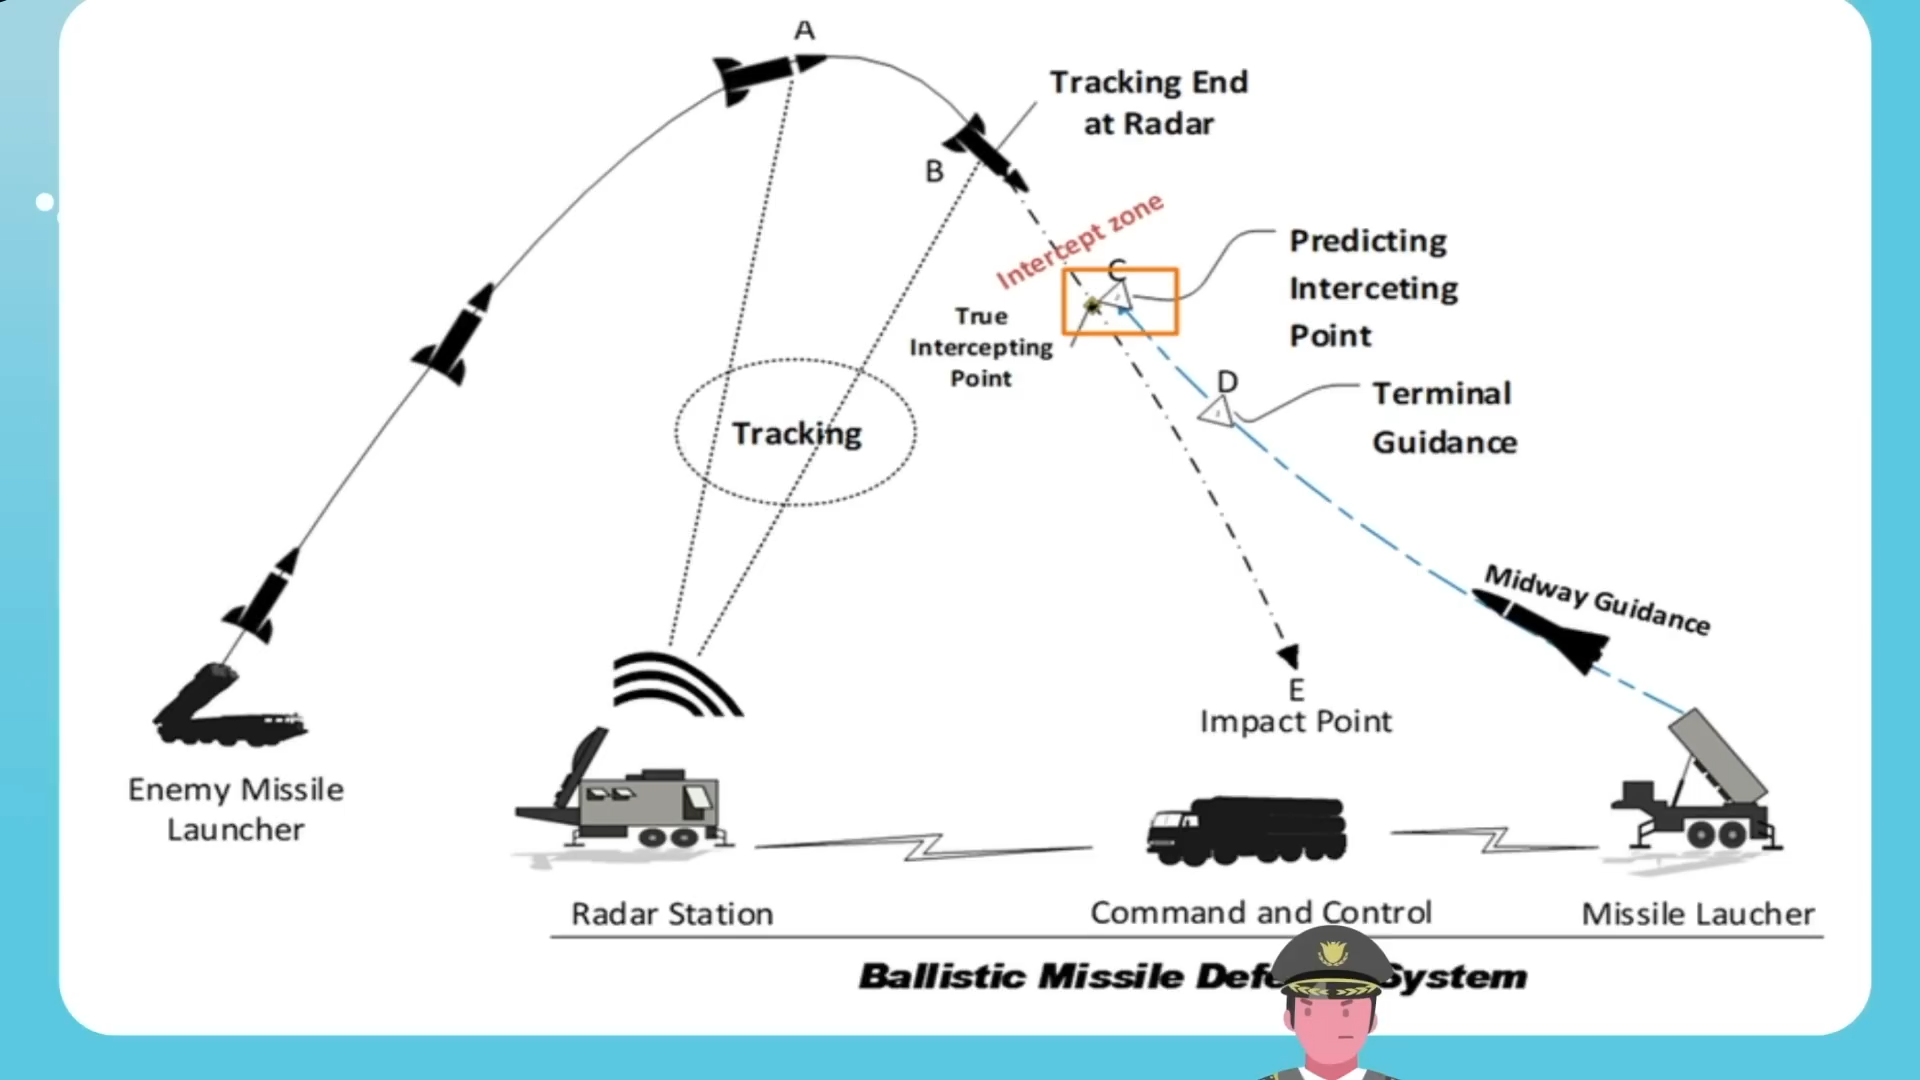 A
Tracking End
at Radar
B
Intercept zone
C
Predicting
Interceting
Point
True
Intercepting
Point
D
Terminal
Guidance
Tracking
Midway Guidance
E
Impact Point
Enemy Missile
Launcher
Radar Station
Command and Control
Missile Laucher
Ballistic Missile Defe System